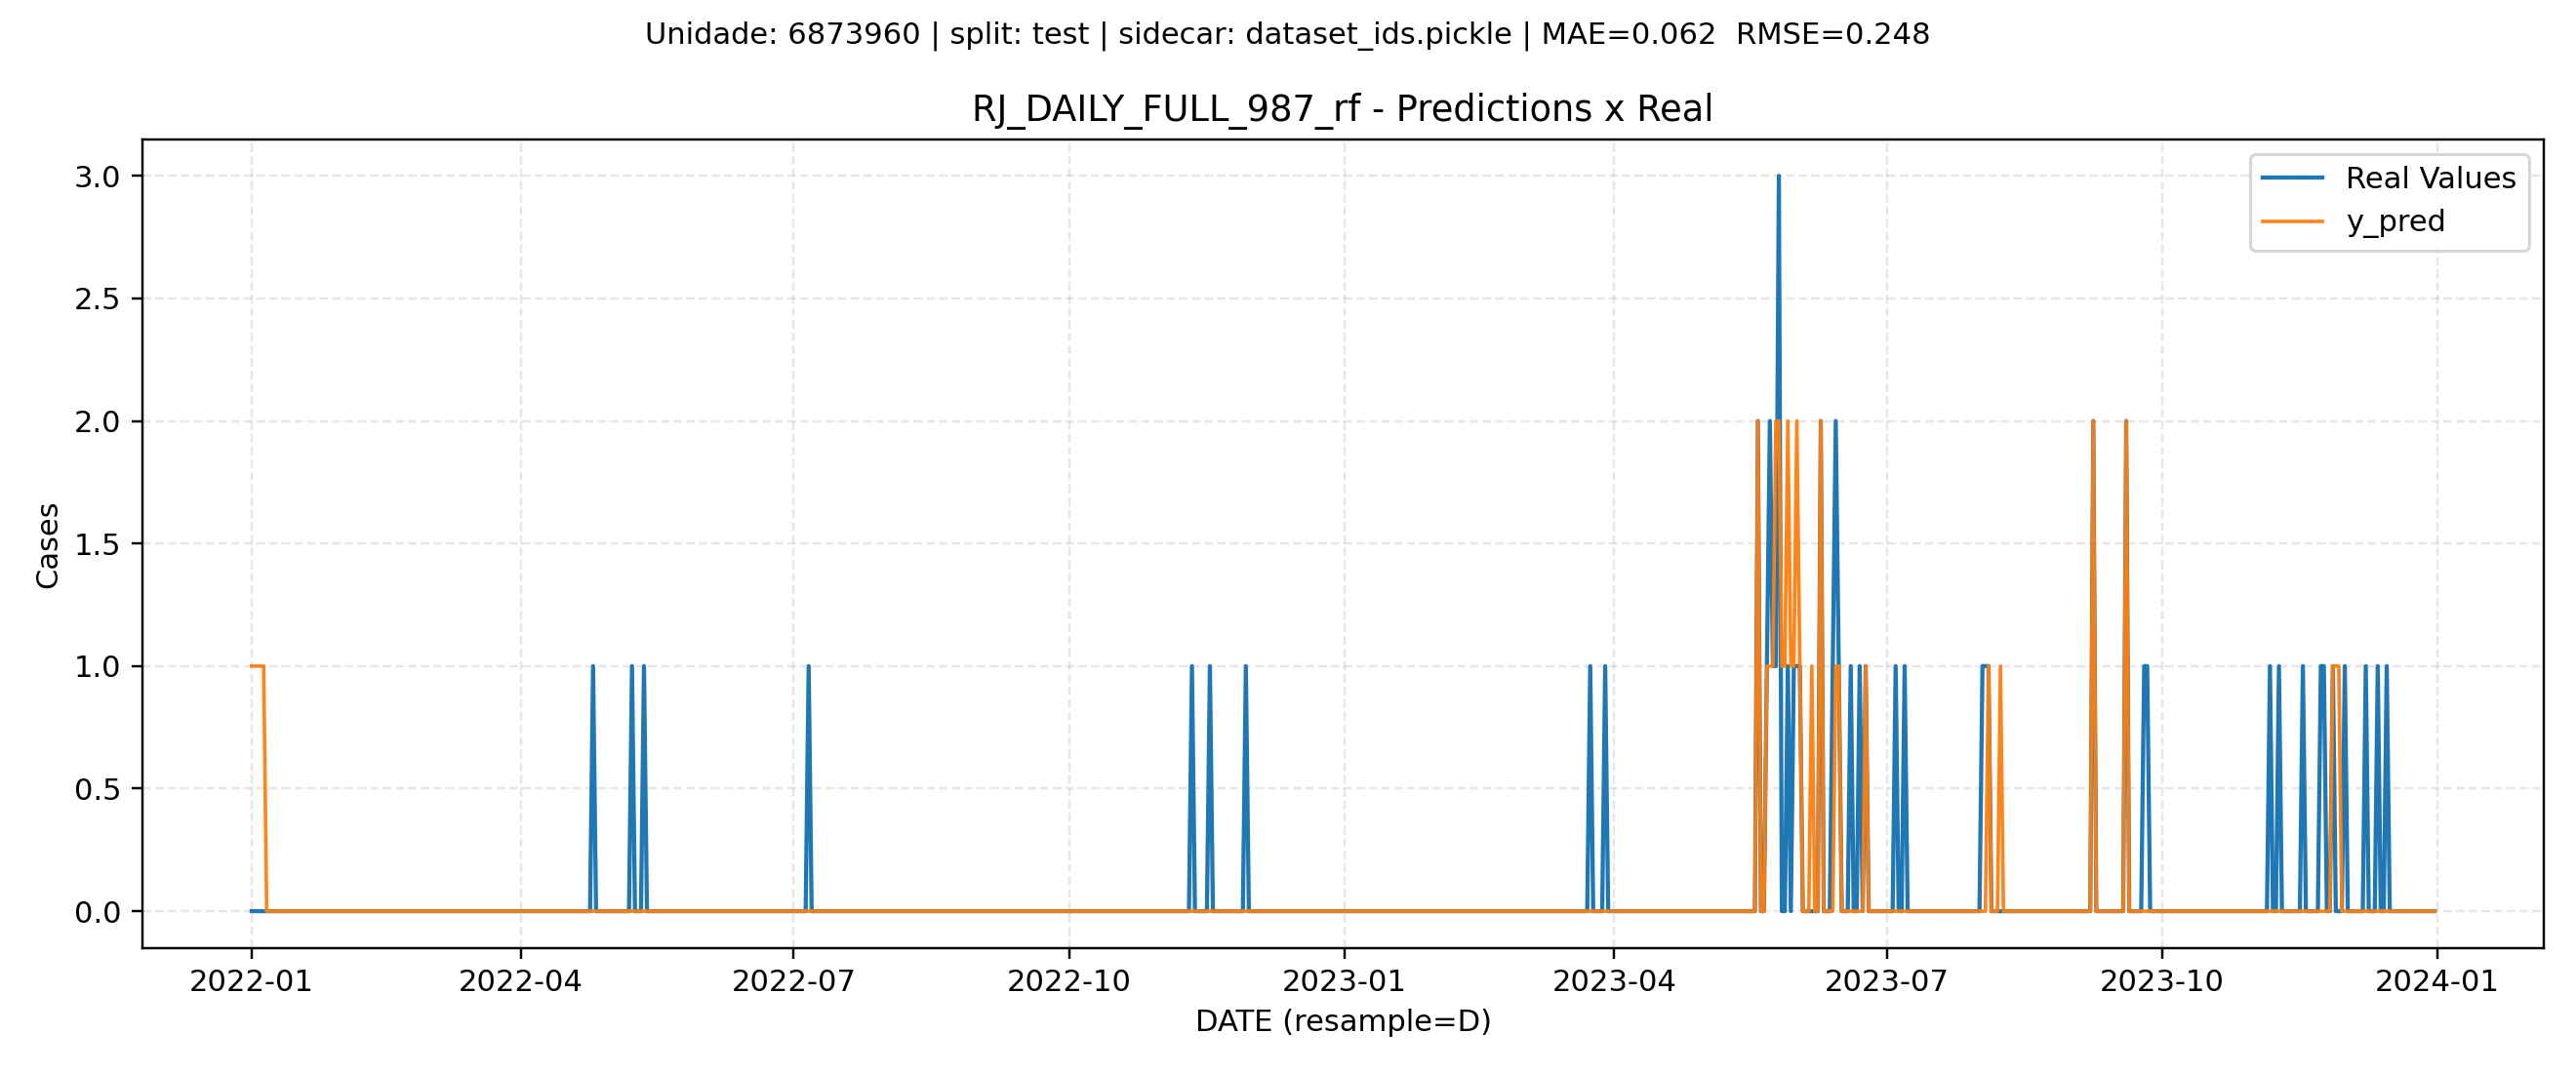 Unidade: 6873960 | split: test | sidecar: dataset_ids.pickle | MAE=0.062  RMSE=0.248
RJ_DAILY_FULL_987_rf - Predictions x Real
Real Values
y_pred
Cases
3.0
2.5
2.0
1.5
1.0
0.5
0.0
2022-01 2022-04 2022-07 2022-10 2023-01 2023-04 2023-07 2023-10 2024-01
DATE (resample=D)